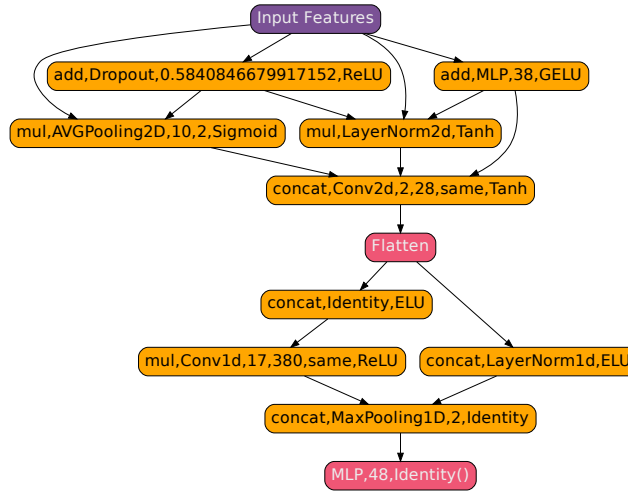 Input Features
add,Dropout,0.5840846679917152,ReLU
add,MLP,38,GELU
mul,AVGPooling2D,10,2,Sigmoid
mul,LayerNorm2d,Tanh
concat,Conv2d,2,28,same,Tanh
Flatten
concat,Identity,ELU
mul,Conv1d,17,380,same,ReLU
concat,LayerNorm1d,ELU
concat,MaxPooling1D,2,Identity
MLP,48,Identity()